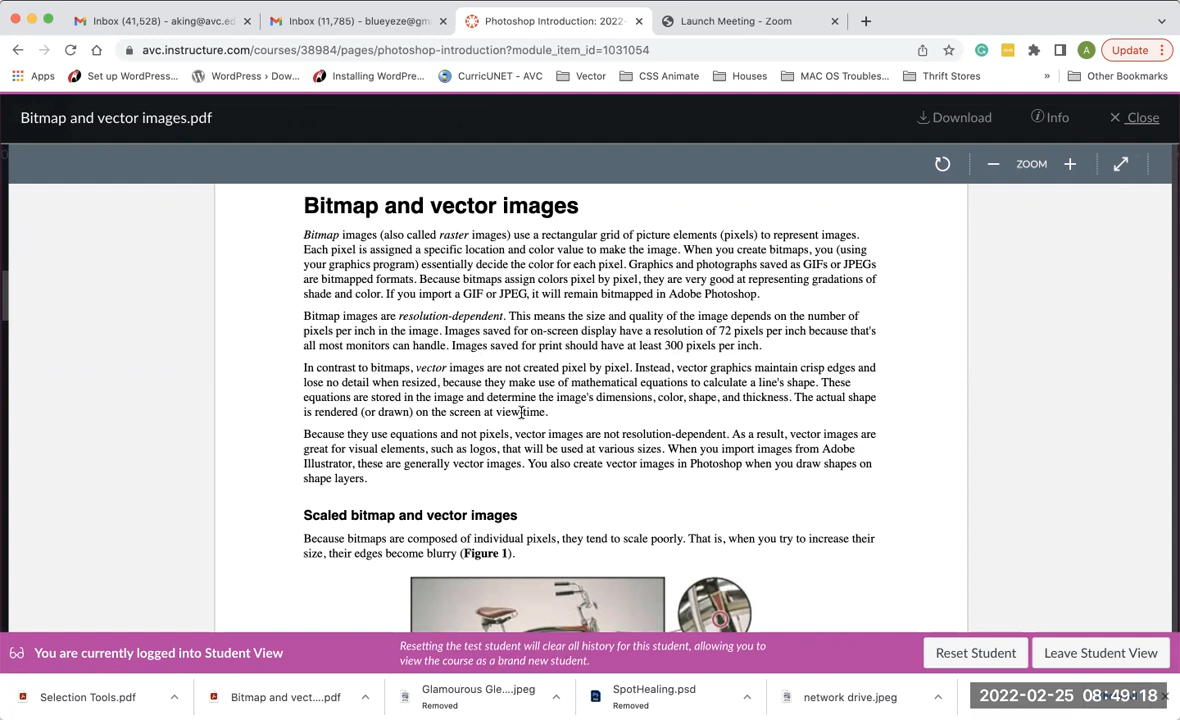 Inbox (41,528) - aking@avc.ed
Inbox (11,785) - blueyeze@gm
Photoshop Introduction: 2022-
Launch Meeting - Zoom
avc.instructure.com/courses/38984/pages/photoshop-introduction?module_item_id=1031054
A
Update
Apps
Set up WordPress...
WordPress › Dow...
Installing WordPre...
CurricUNET - AVC
Vector
CSS Animate
Houses
MAC OS Troubles...
Thrift Stores
»
Other Bookmarks
Bitmap and vector images.pdf
Download
Info
Close
ZOOM
Bitmap and vector images
Bitmap images (also called raster images) use a rectangular grid of picture elements (pixels) to represent images.
Each pixel is assigned a specific location and color value to make the image. When you create bitmaps, you (using
your graphics program) essentially decide the color for each pixel. Graphics and photographs saved as GIFs or JPEGs
are bitmapped formats. Because bitmaps assign colors pixel by pixel, they are very good at representing gradations of
shade and color. If you import a GIF or JPEG, it will remain bitmapped in Adobe Photoshop.
Bitmap images are resolution-dependent. This means the size and quality of the image depends on the number of
pixels per inch in the image. Images saved for on-screen display have a resolution of 72 pixels per inch because that's
all most monitors can handle. Images saved for print should have at least 300 pixels per inch.
In contrast to bitmaps, vector images are not created pixel by pixel. Instead, vector graphics maintain crisp edges and
lose no detail when resized, because they make use of mathematical equations to calculate a line's shape. These
equations are stored in the image and determine the image's dimensions, color, shape, and thickness. The actual shape
is rendered (or drawn) on the screen at view time.
Because they use equations and not pixels, vector images are not resolution-dependent. As a result, vector images are
great for visual elements, such as logos, that will be used at various sizes. When you import images from Adobe
Illustrator, these are generally vector images. You also create vector images in Photoshop when you draw shapes on
shape layers.
Scaled bitmap and vector images
Because bitmaps are composed of individual pixels, they tend to scale poorly. That is, when you try to increase their
size, their edges become blurry (Figure 1).
You are currently logged into Student View
Resetting the test student will clear all history for this student, allowing you to
view the course as a brand new student.
Reset Student
Leave Student View
Selection Tools.pdf
Bitmap and vect....pdf
Glamourous Gle....jpeg
Removed
SpotHealing.psd
Removed
network drive.jpeg
2022-02-25 08:49:18